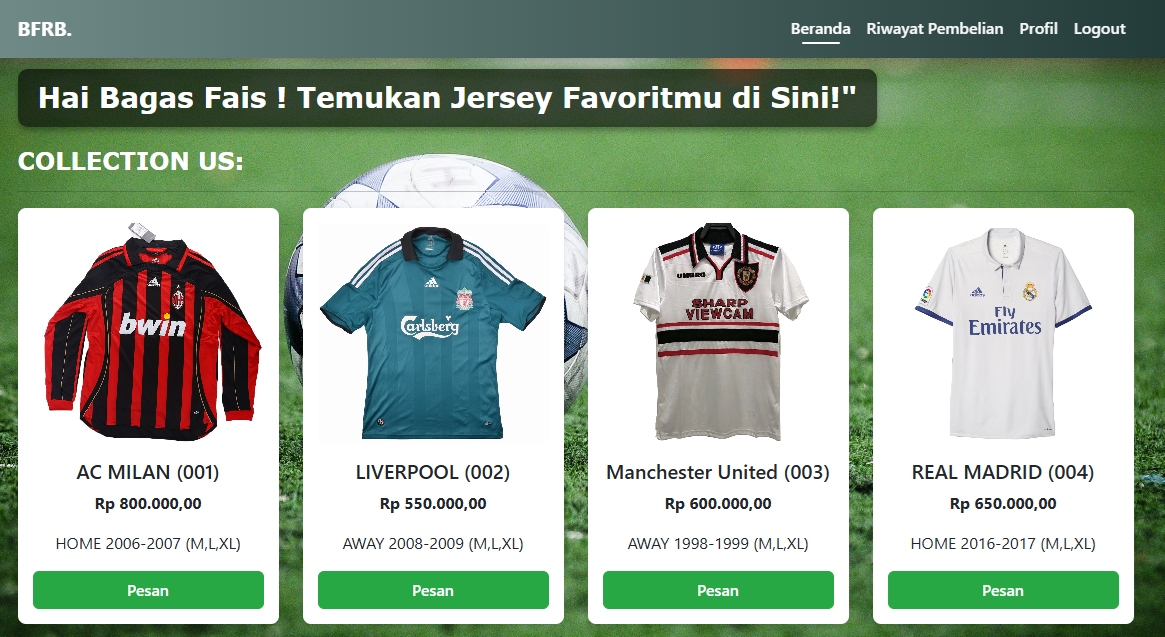 BFRB.
Beranda Riwayat Pembelian Profil Logout
Hai Bagas Fais ! Temukan Jersey Favoritmu di Sini!"
COLLECTION US:
bwin
Carlsberg
UMBRO
SHARP
VIEWCAM
Fly
Emirates
AC MILAN (001)
Rp 800.000,00
HOME 2006-2007 (M,L,XL)
Pesan
LIVERPOOL (002)
Rp 550.000,00
AWAY 2008-2009 (M,L,XL)
Pesan
Manchester United (003)
Rp 600.000,00
AWAY 1998-1999 (M,L,XL)
Pesan
REAL MADRID (004)
Rp 650.000,00
HOME 2016-2017 (M,L,XL)
Pesan